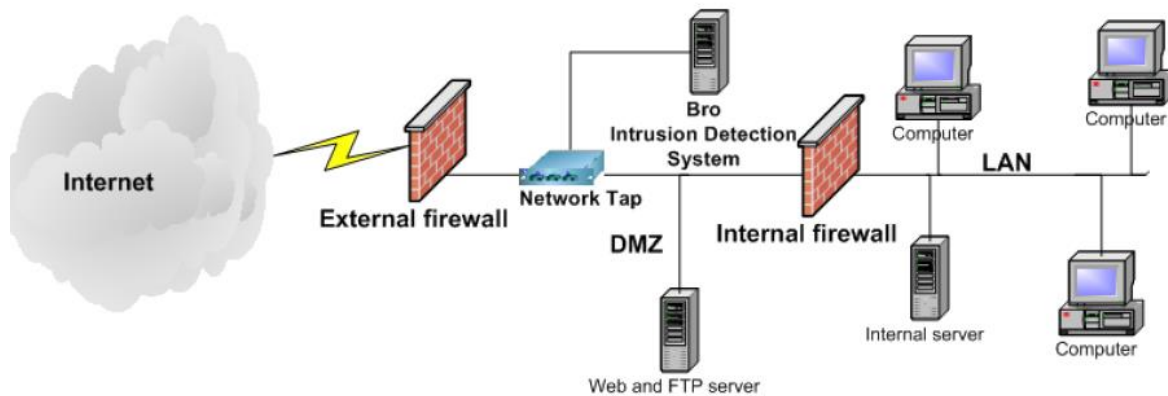 Internet
External firewall
Network Tap
Bro
Intrusion Detection
System
DMZ
Web and FTP server
Internal firewall
Computer
Computer
LAN
Internal server
Computer